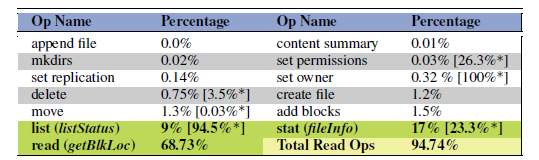 Op Name Percentage Op Name Percentage
append file 0.0% content summary 0.01%
mkdirs 0.02% set permissions 0.03% [26.3%*]
set replication 0.14% set owner 0.32 % [100%*]
delete 0.75% [3.5%*] create file 1.2%
move 1.3% [0.03%*] add blocks 1.5%
list (listStatus) 9% [94.5%*] stat (fileInfo) 17% [23.3%*]
read (getBlkLoc) 68.73% Total Read Ops 94.74%